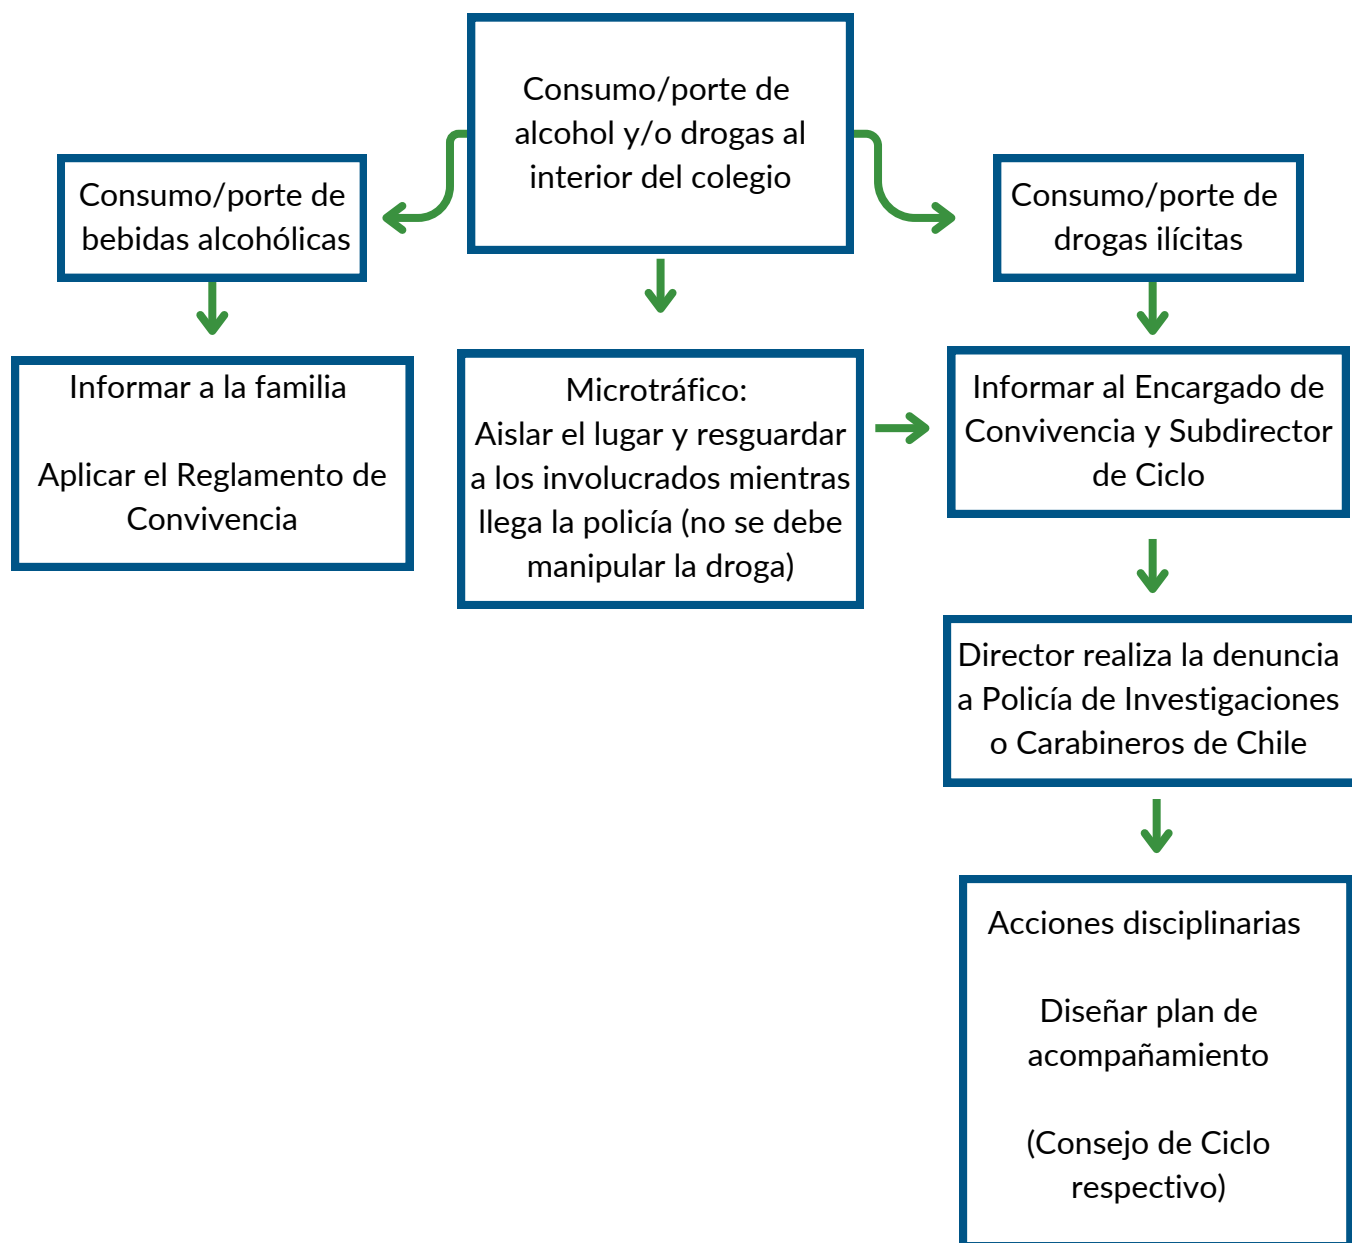 Consumo/porte de
alcohol y/o drogas al
interior del colegio
Consumo/porte de
bebidas alcohólicas
Consumo/porte de
drogas ilícitas
Informar a la familia
Aplicar el Reglamento de
Convivencia
Microtráfico:
Aislar el lugar y resguardar
a los involucrados mientras
llega la policía (no se debe
manipular la droga)
Informar al Encargado de
Convivencia y Subdirector
de Ciclo
Director realiza la denuncia
a Policía de Investigaciones
o Carabineros de Chile
Acciones disciplinarias
Diseñar plan de
acompañamiento
(Consejo de Ciclo
respectivo)